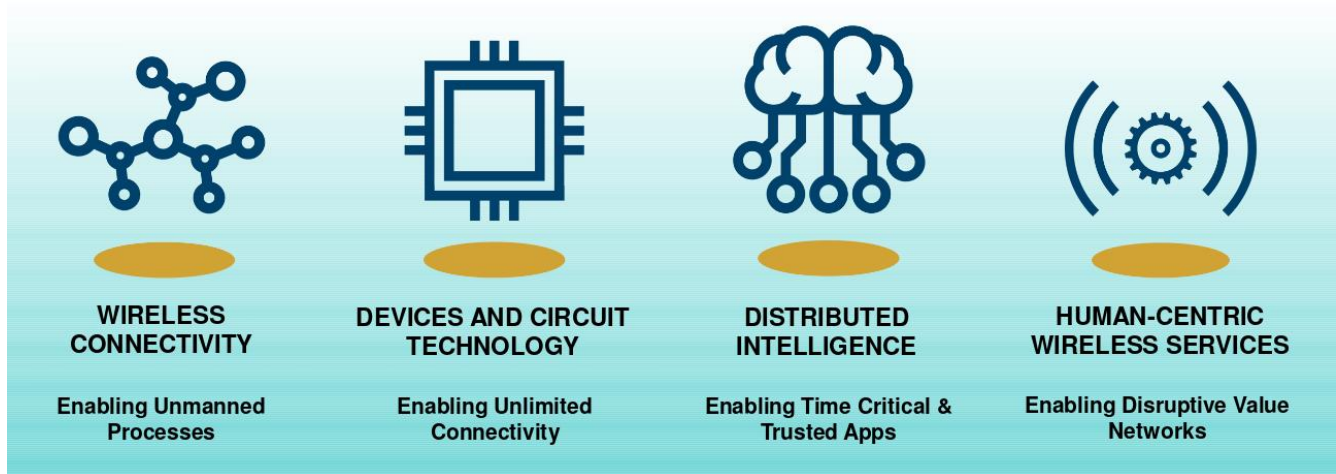 WIRELESS
CONNECTIVITY
Enabling Unmanned
Processes
DEVICES AND CIRCUIT
TECHNOLOGY
Enabling Unlimited
Connectivity
DISTRIBUTED
INTELLIGENCE
Enabling Time Critical &
Trusted Apps
HUMAN-CENTRIC
WIRELESS SERVICES
Enabling Disruptive Value
Networks